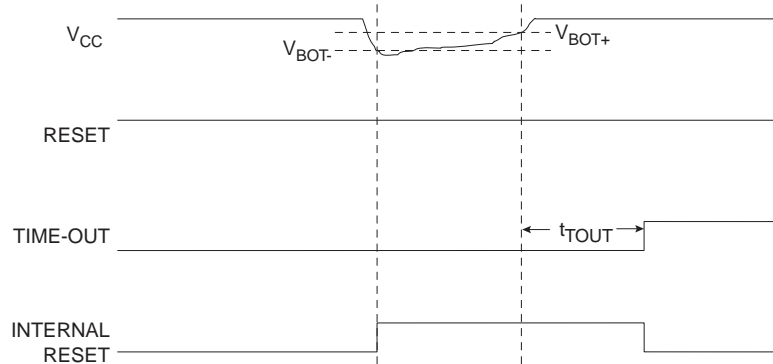 VCC
VBOT-
VBOT+
RESET
TIME-OUT
tTOUT
INTERNAL
RESET